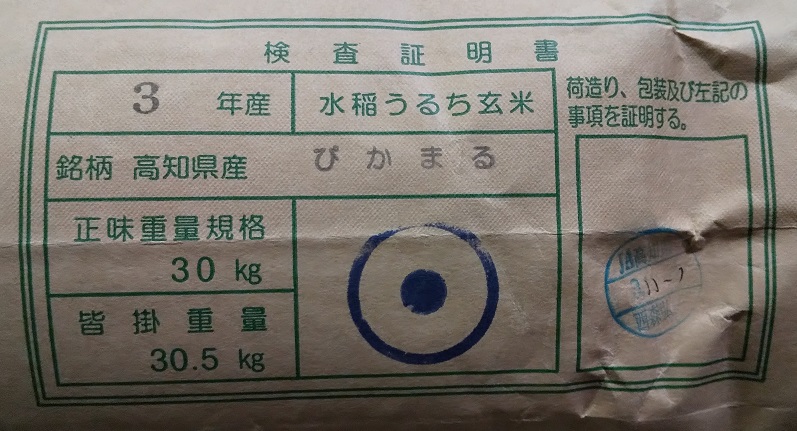 検査証明書
3 年産
水稲うるち玄米
銘柄 高知県産 ぴかまる
正味重量規格
30 kg
皆掛重量
30.5 kg
荷造り、包装及び左記の
事項を証明する。
JA